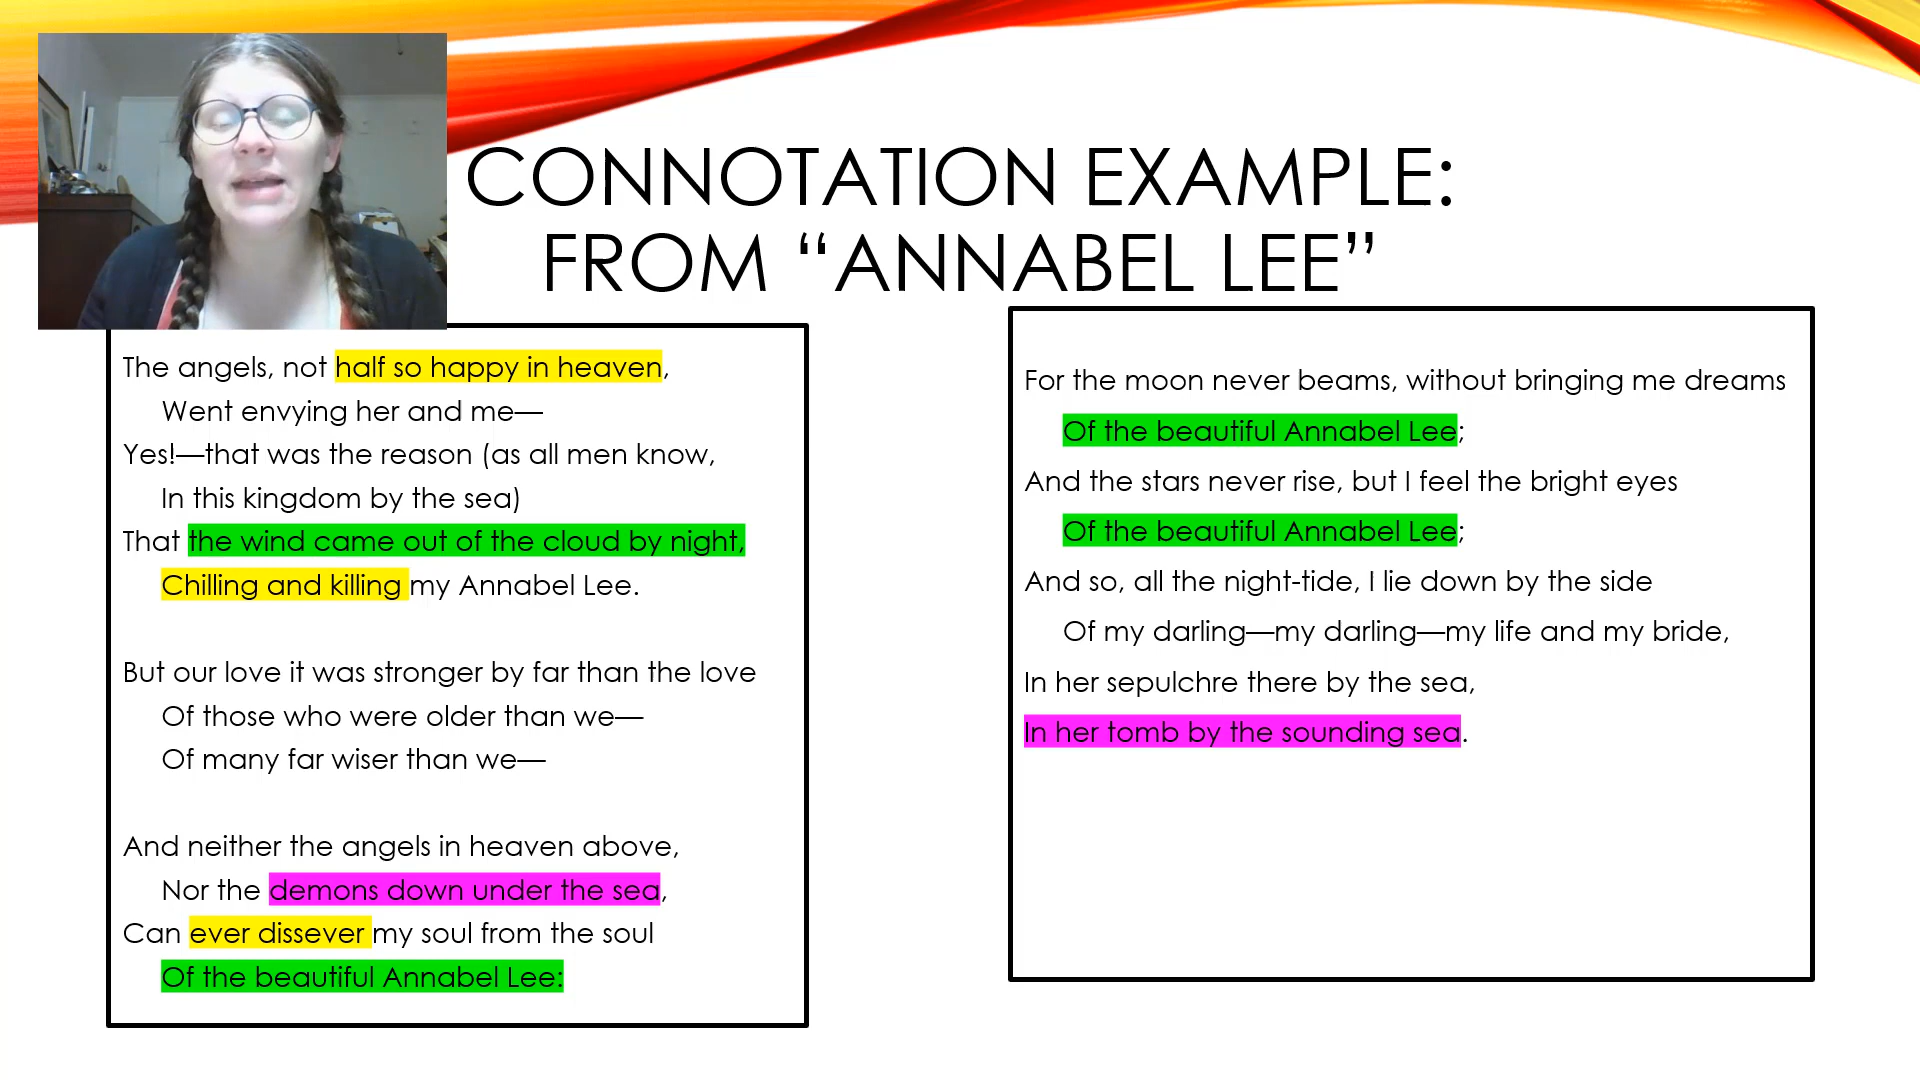 CONNOTATION EXAMPLE:
FROM “ANNABEL LEE”
The angels, not half so happy in heaven,
Went envying her and me—
Yes!—that was the reason (as all men know,
In this kingdom by the sea)
That the wind came out of the cloud by night,
Chilling and killing my Annabel Lee.
But our love it was stronger by far than the love
Of those who were older than we—
Of many far wiser than we—
And neither the angels in heaven above,
Nor the demons down under the sea,
Can ever dissever my soul from the soul
Of the beautiful Annabel Lee:
For the moon never beams, without bringing me dreams
Of the beautiful Annabel Lee;
And the stars never rise, but I feel the bright eyes
Of the beautiful Annabel Lee;
And so, all the night-tide, I lie down by the side
Of my darling—my darling—my life and my bride,
In her sepulchre there by the sea,
In her tomb by the sounding sea.